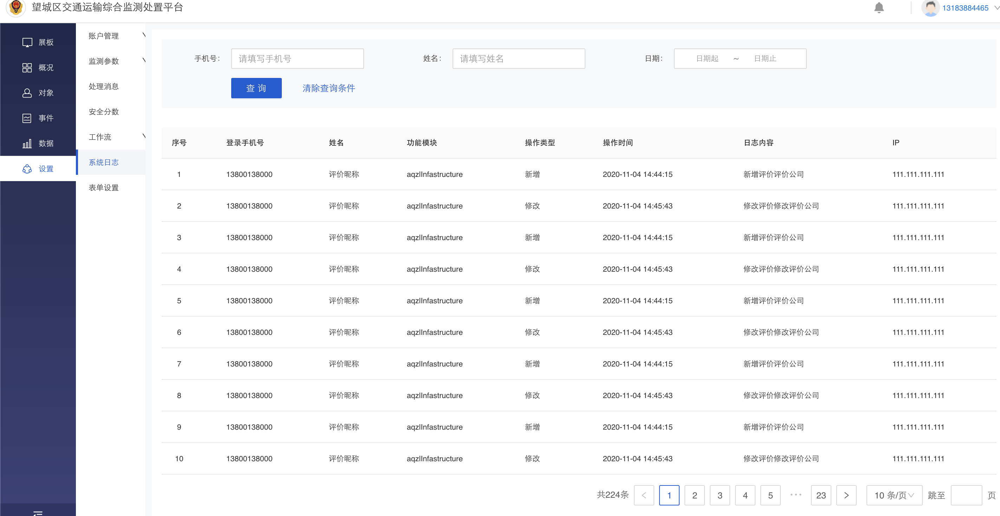 望城区交通运输综合监测处置平台
13183884465
展板
概况
对象
事件
数据
设置
账户管理
监测参数
处理消息
安全分数
工作流
系统日志
表单设置
手机号: 请填写手机号 姓名: 请填写姓名 日期: 日期起 ~ 日期止
查 询 清除查询条件
序号 登录手机号 姓名 功能模块 操作类型 操作时间 日志内容 IP
1 13800138000 评价昵称 aqzlInfastructure 新增 2020-11-04 14:44:15 新增评价评价公司 111.111.111.111
2 13800138000 评价昵称 aqzlInfastructure 修改 2020-11-04 14:45:43 修改评价修改评价公司 111.111.111.111
3 13800138000 评价昵称 aqzlInfastructure 新增 2020-11-04 14:44:15 新增评价评价公司 111.111.111.111
4 13800138000 评价昵称 aqzlInfastructure 修改 2020-11-04 14:45:43 修改评价修改评价公司 111.111.111.111
5 13800138000 评价昵称 aqzlInfastructure 新增 2020-11-04 14:44:15 新增评价评价公司 111.111.111.111
6 13800138000 评价昵称 aqzlInfastructure 修改 2020-11-04 14:45:43 修改评价修改评价公司 111.111.111.111
7 13800138000 评价昵称 aqzlInfastructure 新增 2020-11-04 14:44:15 新增评价评价公司 111.111.111.111
8 13800138000 评价昵称 aqzlInfastructure 修改 2020-11-04 14:45:43 修改评价修改评价公司 111.111.111.111
9 13800138000 评价昵称 aqzlInfastructure 新增 2020-11-04 14:44:15 新增评价评价公司 111.111.111.111
10 13800138000 评价昵称 aqzlInfastructure 修改 2020-11-04 14:45:43 修改评价修改评价公司 111.111.111.111
共224条 < 1 2 3 4 5 ••• 23 > 10 条/页 跳至 页